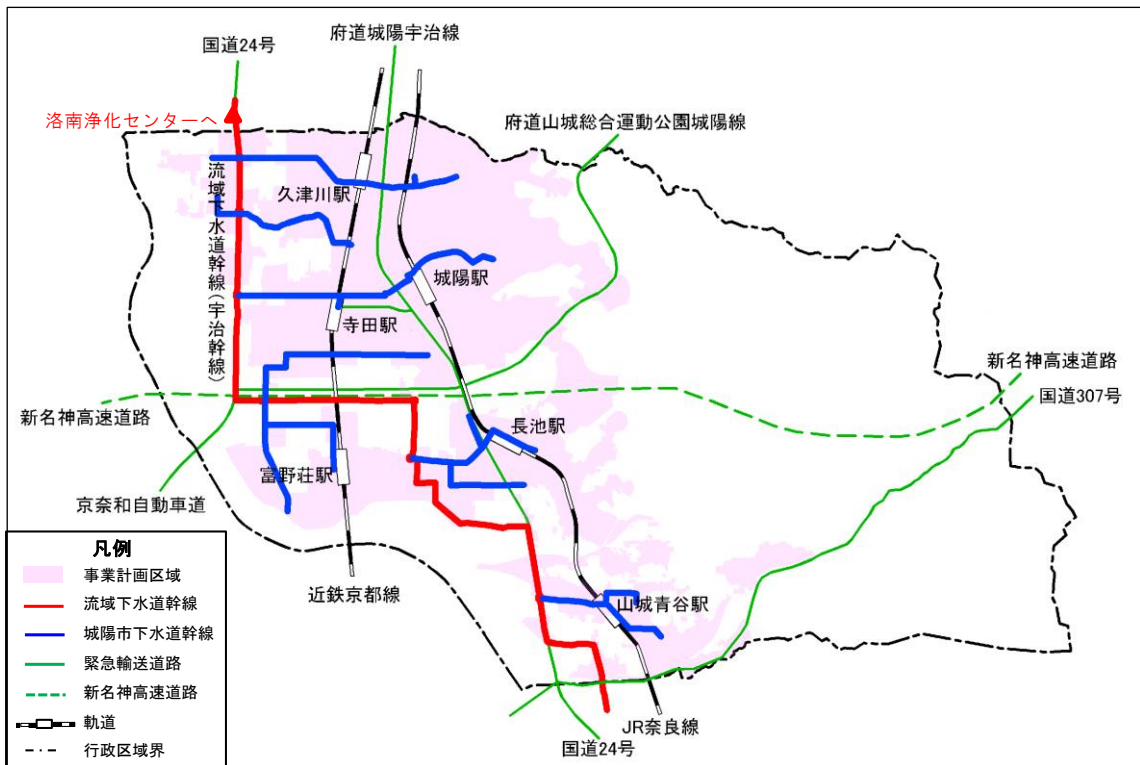 国道24号
府道城陽宇治線
洛南浄化センターへ
府道山城総合運動公園城陽線
流域下水道幹線(宇治幹線)
久津川駅
城陽駅
寺田駅
新名神高速道路
国道307号
新名神高速道路
長池駅
富野荘駅
京奈和自動車道
近鉄京都線
山城青谷駅
JR奈良線
国道24号
凡例
事業計画区域
流域下水道幹線
城陽市下水道幹線
緊急輸送道路
新名神高速道路
軌道
行政区域界